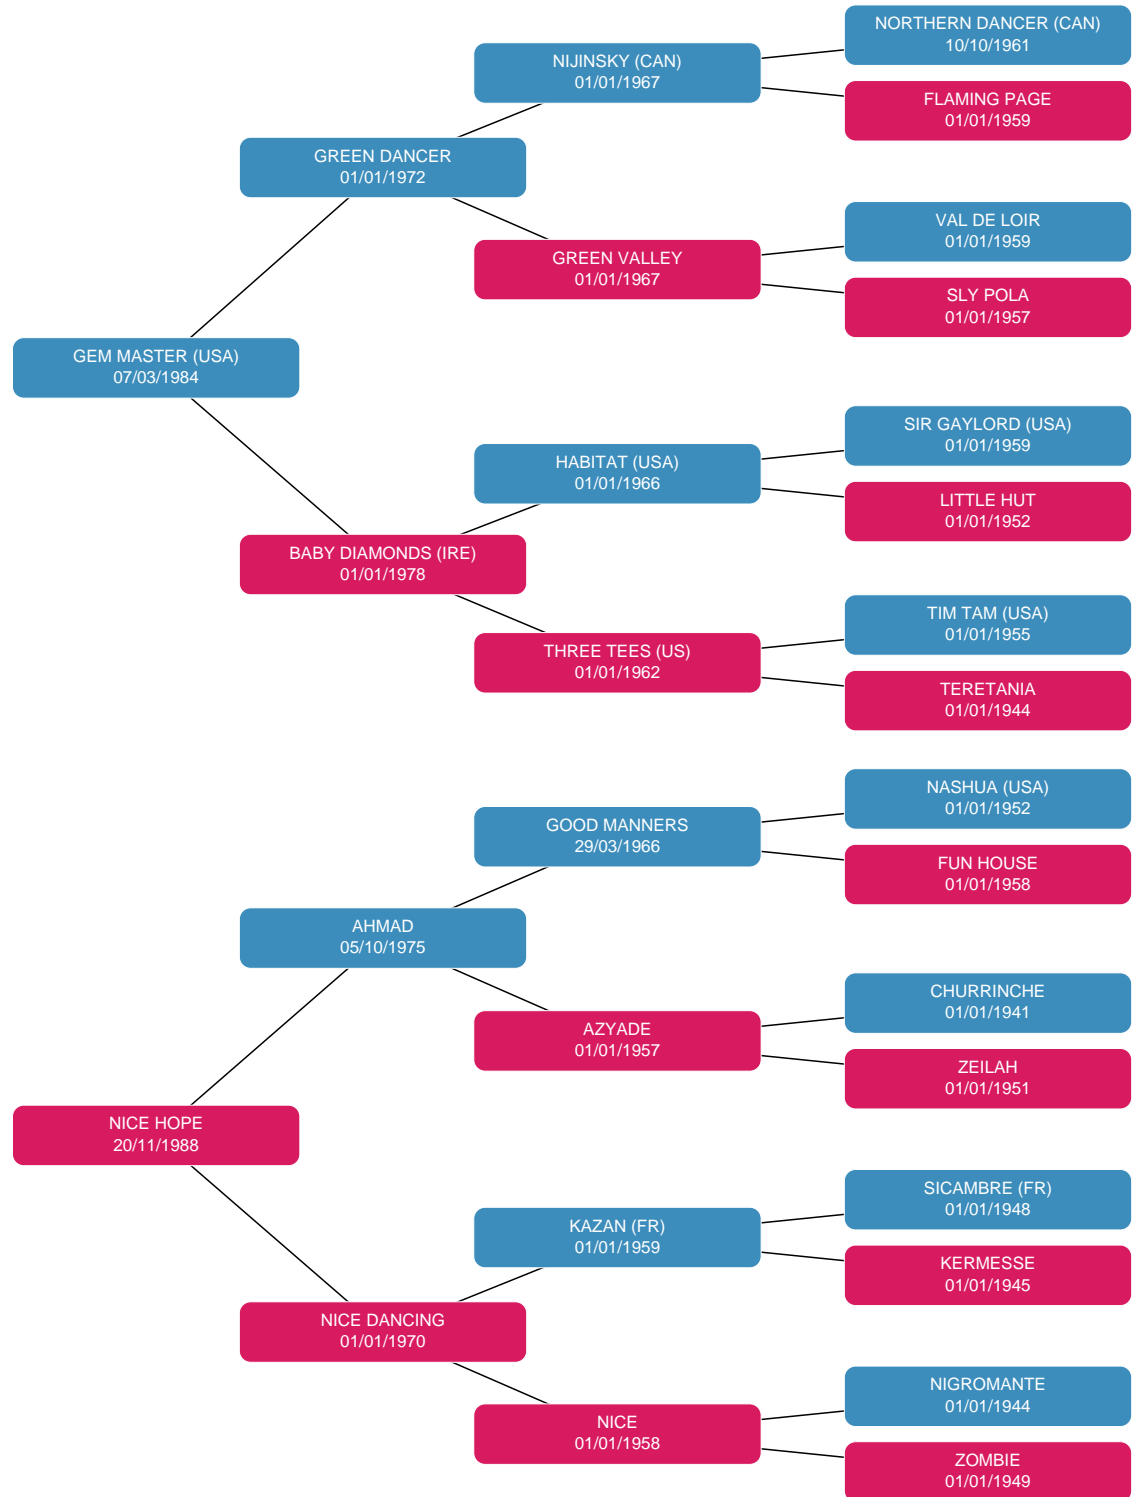 NORTHERN DANCER (CAN)
10/10/1961
NIJINSKY (CAN)
01/01/1967
FLAMING PAGE
01/01/1959
GREEN DANCER
01/01/1972
VAL DE LOIR
01/01/1959
GREEN VALLEY
01/01/1967
SLY POLA
01/01/1957
GEM MASTER (USA)
07/03/1984
SIR GAYLORD (USA)
01/01/1959
HABITAT (USA)
01/01/1966
LITTLE HUT
01/01/1952
BABY DIAMONDS (IRE)
01/01/1978
TIM TAM (USA)
01/01/1955
THREE TEES (US)
01/01/1962
TERETANIA
01/01/1944
NASHUA (USA)
01/01/1952
GOOD MANNERS
29/03/1966
FUN HOUSE
01/01/1958
AHMAD
05/10/1975
CHURRINCHE
01/01/1941
AZYADE
01/01/1957
ZEILAH
01/01/1951
NICE HOPE
20/11/1988
SICAMBRE (FR)
01/01/1948
KAZAN (FR)
01/01/1959
KERMESSE
01/01/1945
NICE DANCING
01/01/1970
NIGROMANTE
01/01/1944
NICE
01/01/1958
ZOMBIE
01/01/1949